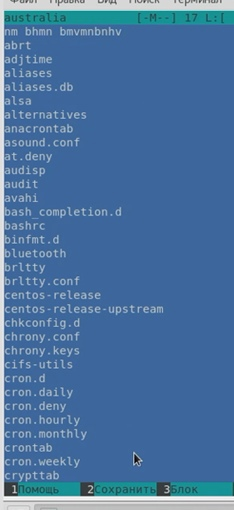 Файл Правка Вид Поиск Терминал
australia [-M--] 17 L:[
nm bhmn bmvmnbnhv
abrt
adjtime
aliases
aliases.db
alsa
alternatives
anacrontab
asound.conf
at.deny
audisp
audit
avahi
bash_completion.d
bashrc
binfmt.d
bluetooth
brltty
brltty.conf
centos-release
centos-release-upstream
chkconfig.d
chrony.conf
chrony.keys
cifs-utils
cron.d
cron.daily
cron.deny
cron.hourly
cron.monthly
crontab
cron.weekly
crypttab
1Помощь 2Сохранить 3Блок